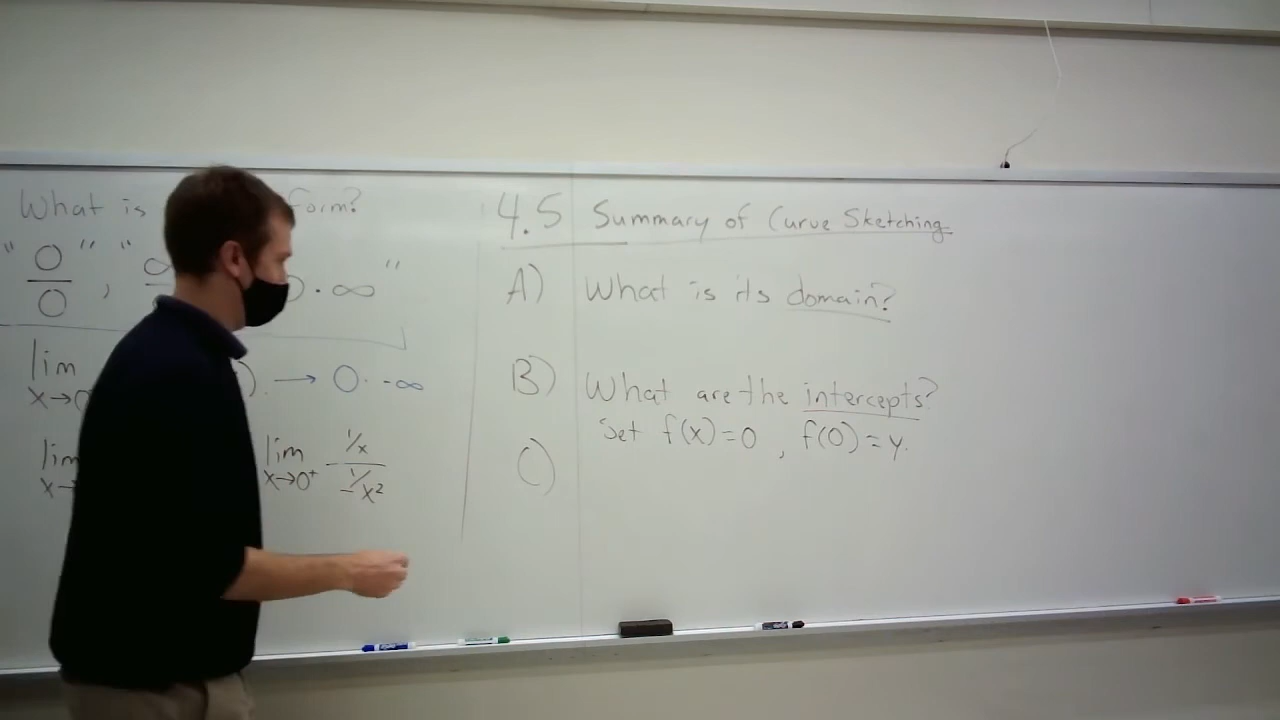 What is form?
" 0/0 " , " ∞ 0 · ∞ "
lim x→0 ) → 0 · -∞
lim x→ lim x→0⁺ (1/x)/(-1/x²)
4.5 Summary of Curve Sketching
A) What is its domain?
B) What are the intercepts?
Set f(x)=0 , f(0)=y.
C)